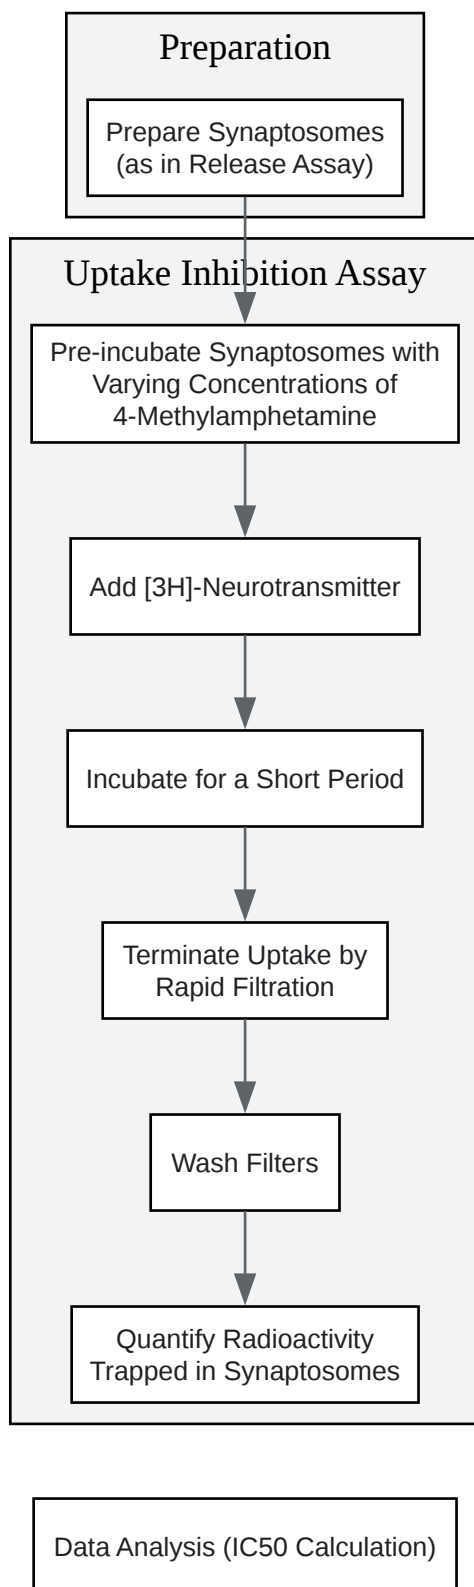 Preparation
Prepare Synaptosomes
(as in Release Assay)
Uptake Inhibition Assay
Pre-incubate Synaptosomes with
Varying Concentrations of
4-Methylamphetamine
Add [3H]-Neurotransmitter
Incubate for a Short Period
Terminate Uptake by
Rapid Filtration
Wash Filters
Quantify Radioactivity
Trapped in Synaptosomes
Data Analysis (IC50 Calculation)